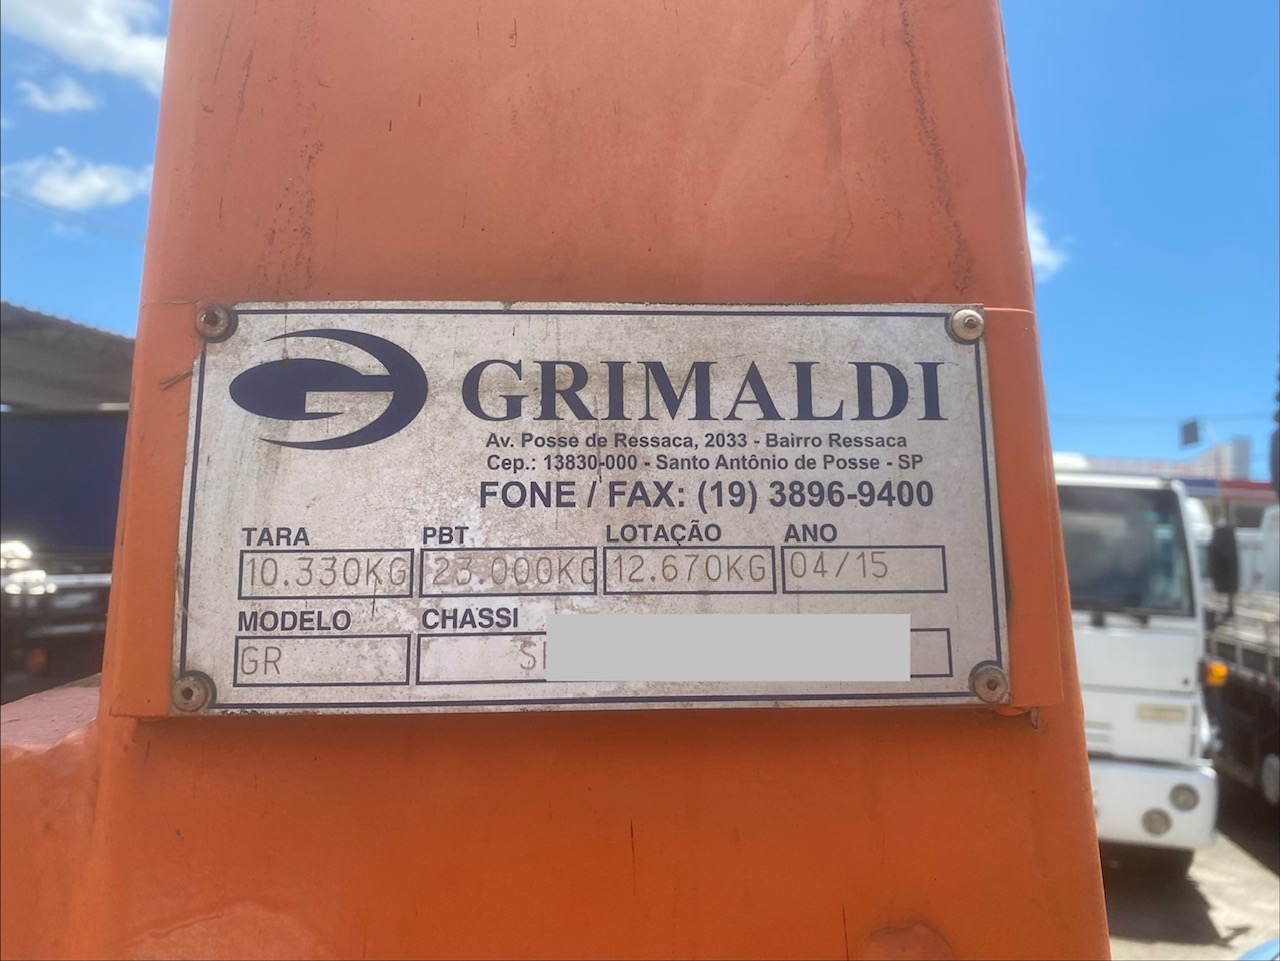 GRIMALDI
Av. Posse de Ressaca, 2033 - Bairro Ressaca
Cep.: 13830-000 - Santo Antônio de Posse - SP
FONE / FAX: (19) 3896-9400
TARA PBT LOTAÇÃO ANO
10.330KG 23.000KG 12.670KG 04/15
MODELO CHASSI
GR